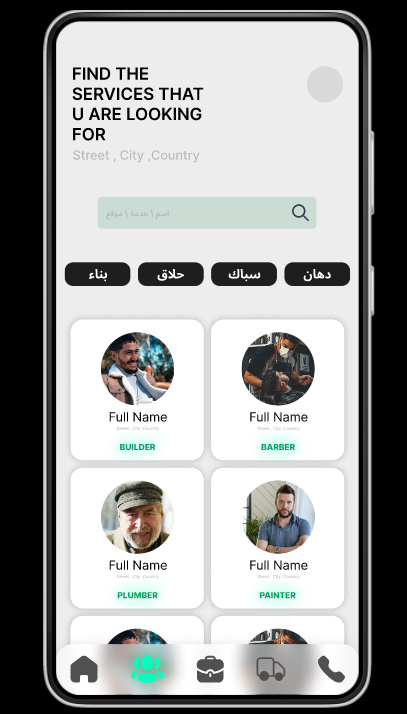 FIND THE
SERVICES THAT
U ARE LOOKING
FOR
Street , City ,Country
اسم \ خدمة \ موقع
بناء حلاق سباك دهان
Full Name Full Name
Street , City ,Country Street , City ,Country
BUILDER BARBER
Full Name Full Name
Street , City ,Country Street , City ,Country
PLUMBER PAINTER